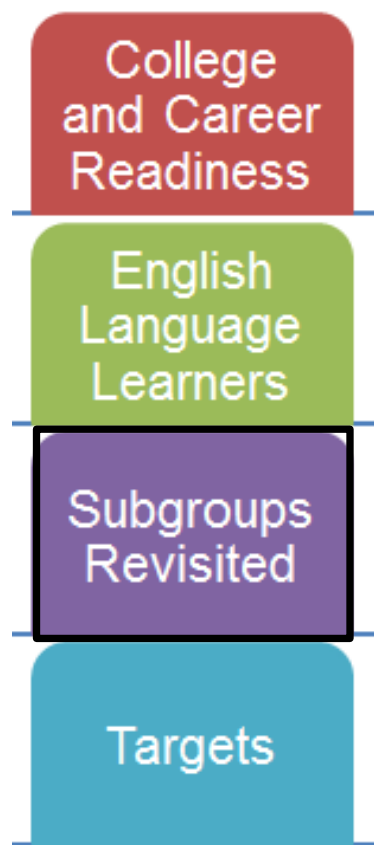 College
and Career
Readiness
English
Language
Learners
Subgroups
Revisited
Targets